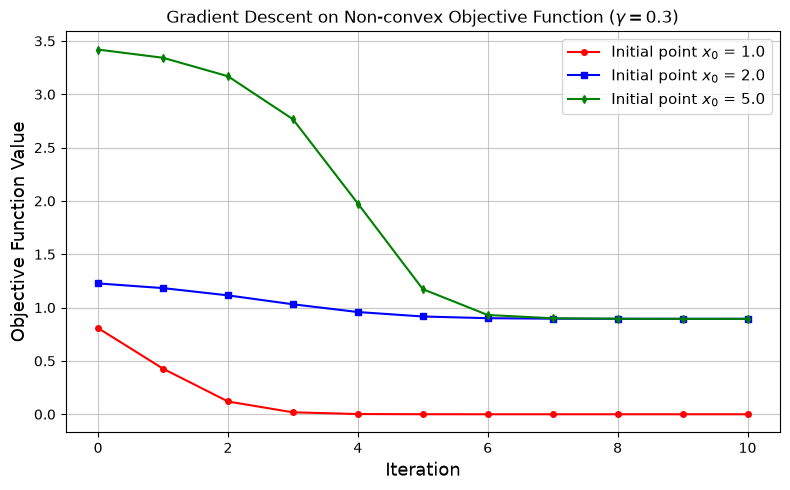 Gradient Descent on Non-convex Objective Function (γ = 0.3)
Initial point x₀ = 1.0
Initial point x₀ = 2.0
Initial point x₀ = 5.0
Objective Function Value
3.5
3.0
2.5
2.0
1.5
1.0
0.5
0.0
0 2 4 6 8 10
Iteration